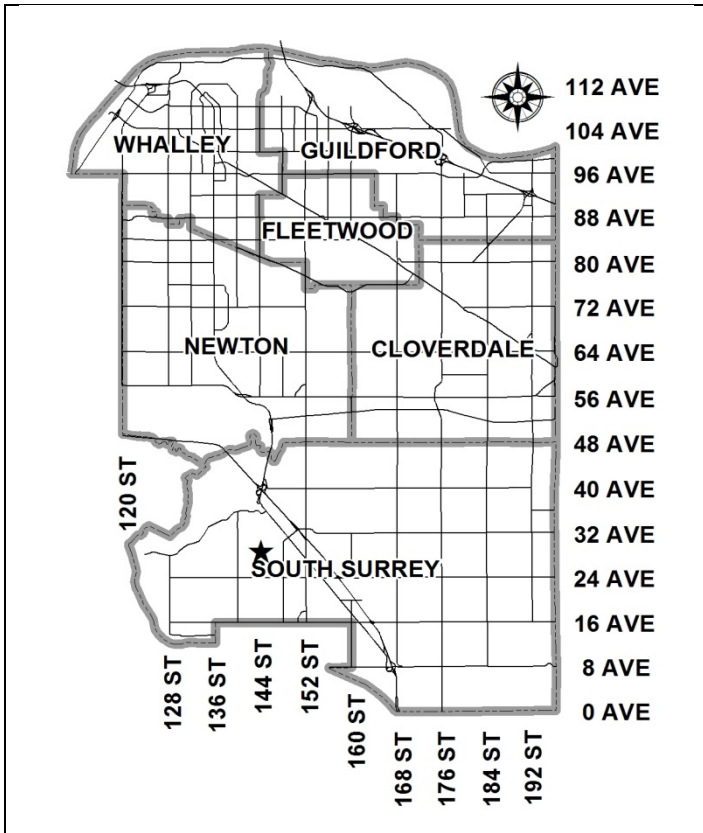 112 AVE
104 AVE
WHALLEY
GUILDFORD
96 AVE
88 AVE
FLEETWOOD
80 AVE
72 AVE
NEWTON
CLOVERDALE
64 AVE
56 AVE
48 AVE
120 ST
40 AVE
32 AVE
SOUTH SURREY
24 AVE
16 AVE
128 ST
136 ST
144 ST
152 ST
8 AVE
160 ST
0 AVE
168 ST
176 ST
184 ST
192 ST